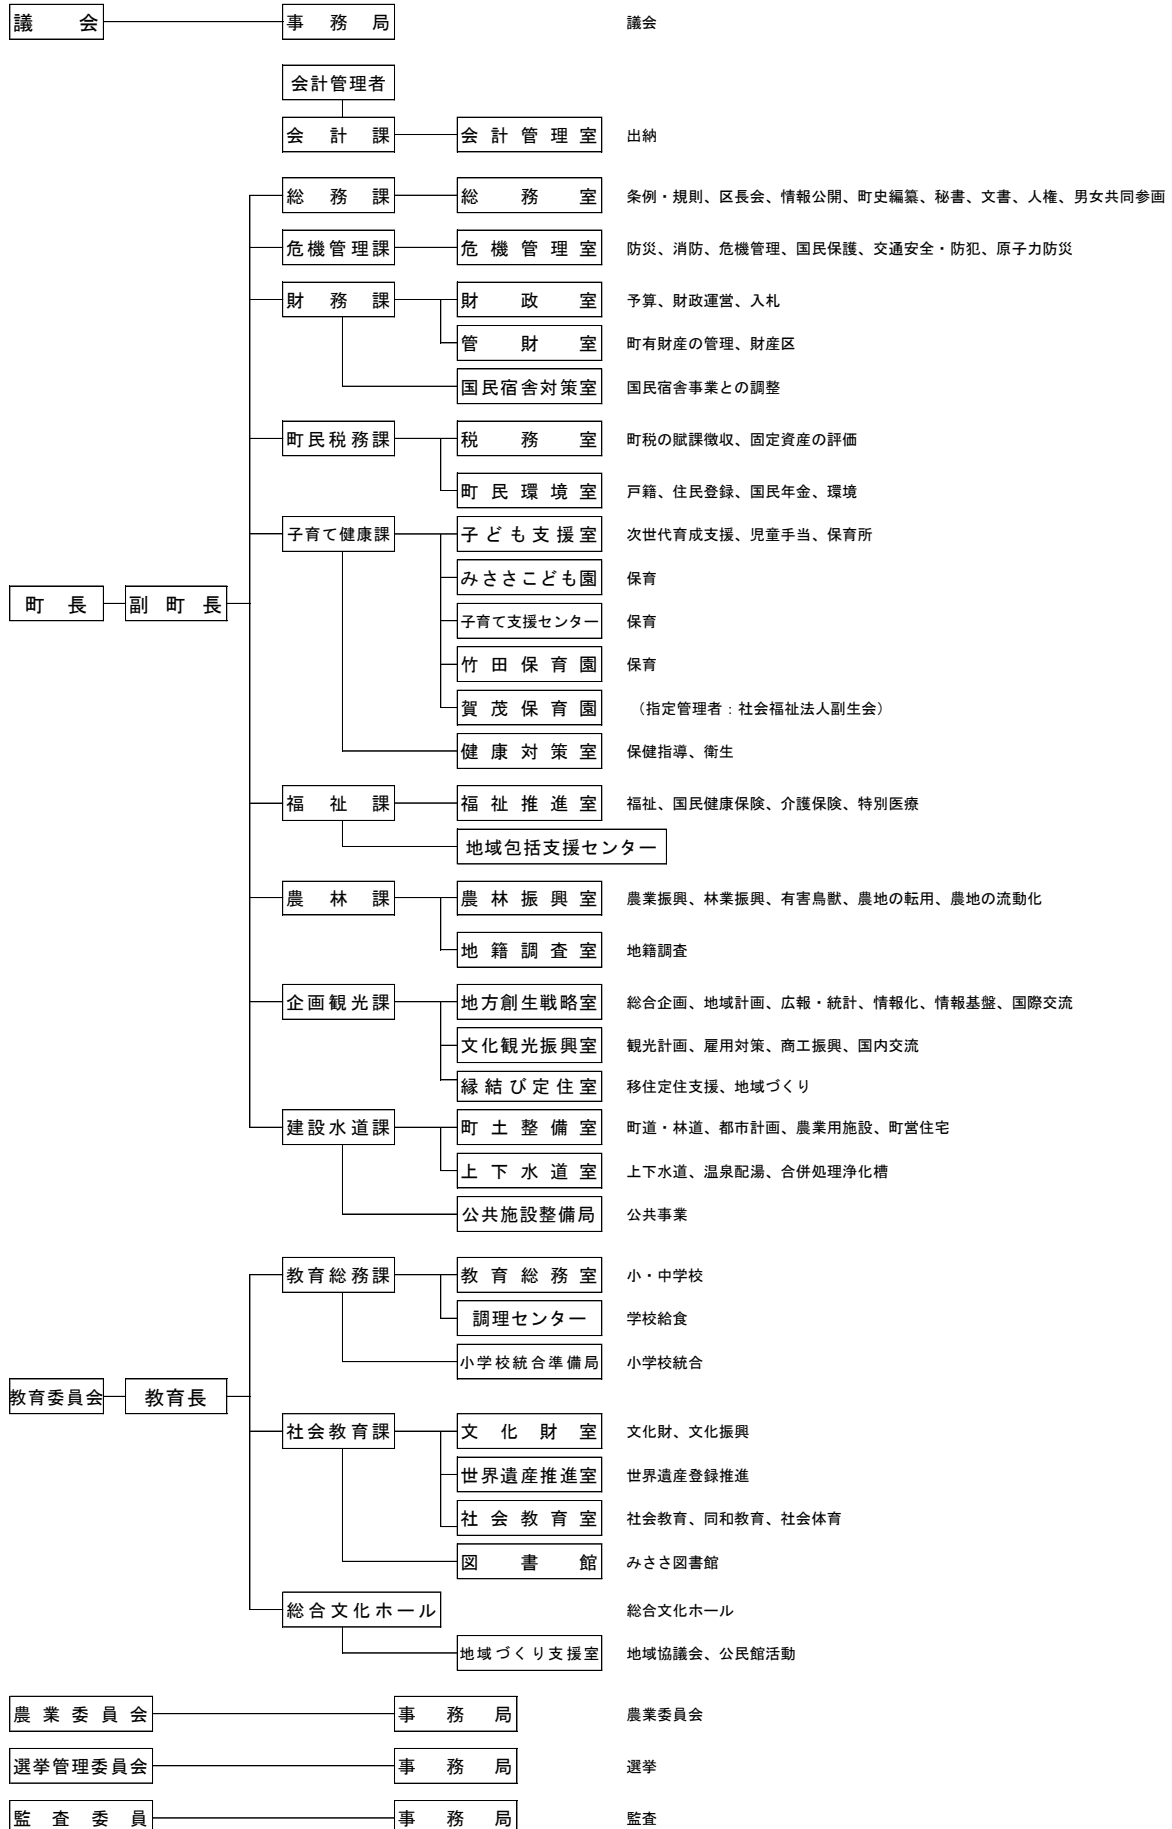 議会 事務局 議会
会計管理者
会計課 会計管理室 出納
総務課 総務室 条例・規則、区長会、情報公開、町史編纂、秘書、文書、人権、男女共同参画
危機管理課 危機管理室 防災、消防、危機管理、国民保護、交通安全・防犯、原子力防災
財務課 財政室 予算、財政運営、入札
管財室 町有財産の管理、財産区
国民宿舎対策室 国民宿舎事業との調整
町民税務課 税務室 町税の賦課徴収、固定資産の評価
町民環境室 戸籍、住民登録、国民年金、環境
子育て健康課 子ども支援室 次世代育成支援、児童手当、保育所
みささこども園 保育
町長 副町長
子育て支援センター 保育
竹田保育園 保育
賀茂保育園 （指定管理者：社会福祉法人副生会）
健康対策室 保健指導、衛生
福祉課 福祉推進室 福祉、国民健康保険、介護保険、特別医療
地域包括支援センター
農林課 農林振興室 農業振興、林業振興、有害鳥獣、農地の転用、農地の流動化
地籍調査室 地籍調査
企画観光課 地方創生戦略室 総合企画、地域計画、広報・統計、情報化、情報基盤、国際交流
文化観光振興室 観光計画、雇用対策、商工振興、国内交流
縁結び定住室 移住定住支援、地域づくり
建設水道課 町土整備室 町道・林道、都市計画、農業用施設、町営住宅
上下水道室 上下水道、温泉配湯、合併処理浄化槽
公共施設整備局 公共事業
教育総務課 教育総務室 小・中学校
調理センター 学校給食
小学校統合準備局 小学校統合
教育委員会 教育長
社会教育課 文化財室 文化財、文化振興
世界遺産推進室 世界遺産登録推進
社会教育室 社会教育、同和教育、社会体育
図書館 みささ図書館
総合文化ホール 総合文化ホール
地域づくり支援室 地域協議会、公民館活動
農業委員会 事務局 農業委員会
選挙管理委員会 事務局 選挙
監査委員 事務局 監査